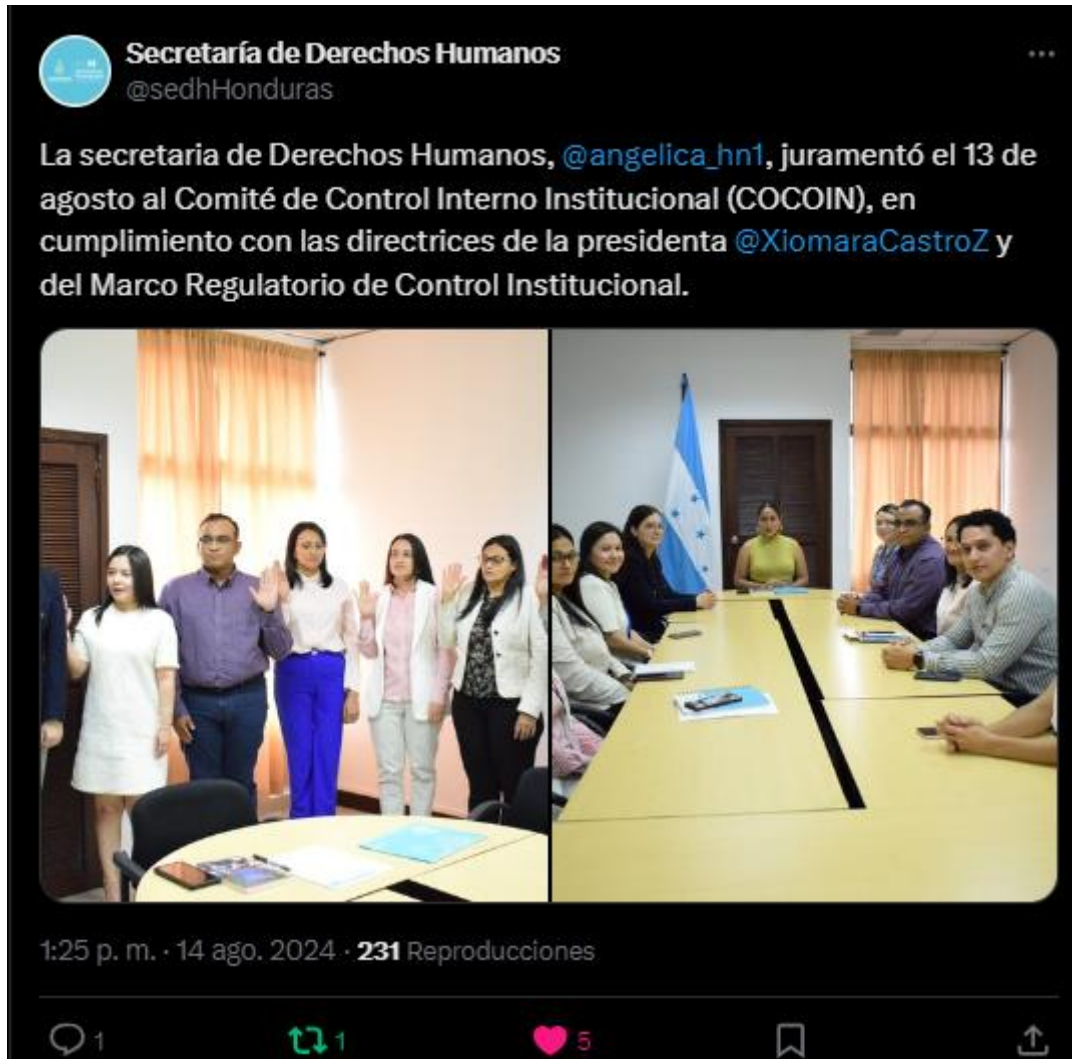 Secretaría de Derechos Humanos
@sedhHonduras
La secretaria de Derechos Humanos, @angelica_hn1, juramentó el 13 de
agosto al Comité de Control Interno Institucional (COCOIN), en
cumplimiento con las directrices de la presidenta @XiomaraCastroZ y
del Marco Regulatorio de Control Institucional.
1:25 p. m. · 14 ago. 2024 · 231 Reproducciones
1
1
5